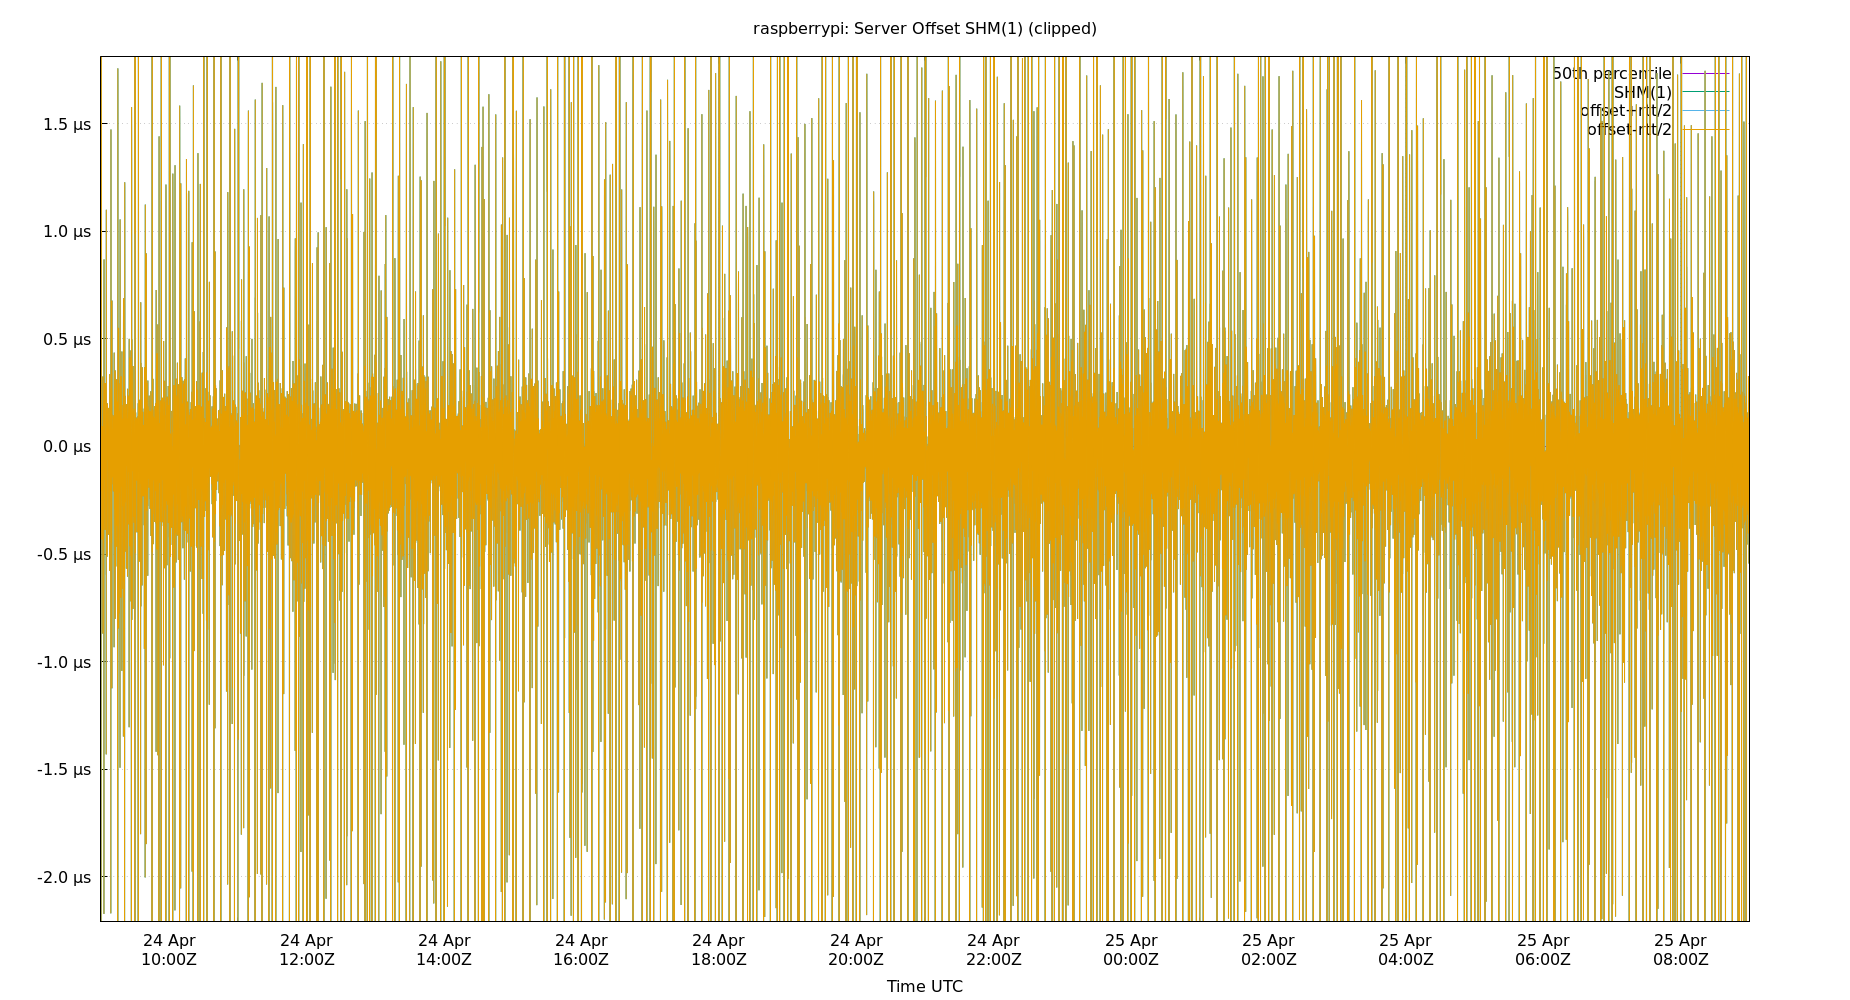 raspberrypi: Server Offset SHM(1) (clipped)
50th percentile
SHM(1)
offset+rtt/2
offset-rtt/2
1.5 µs
1.0 µs
0.5 µs
0.0 µs
-0.5 µs
-1.0 µs
-1.5 µs
-2.0 µs
24 Apr 24 Apr 24 Apr 24 Apr 24 Apr 24 Apr 24 Apr 25 Apr 25 Apr 25 Apr 25 Apr 25 Apr
10:00Z 12:00Z 14:00Z 16:00Z 18:00Z 20:00Z 22:00Z 00:00Z 02:00Z 04:00Z 06:00Z 08:00Z
Time UTC